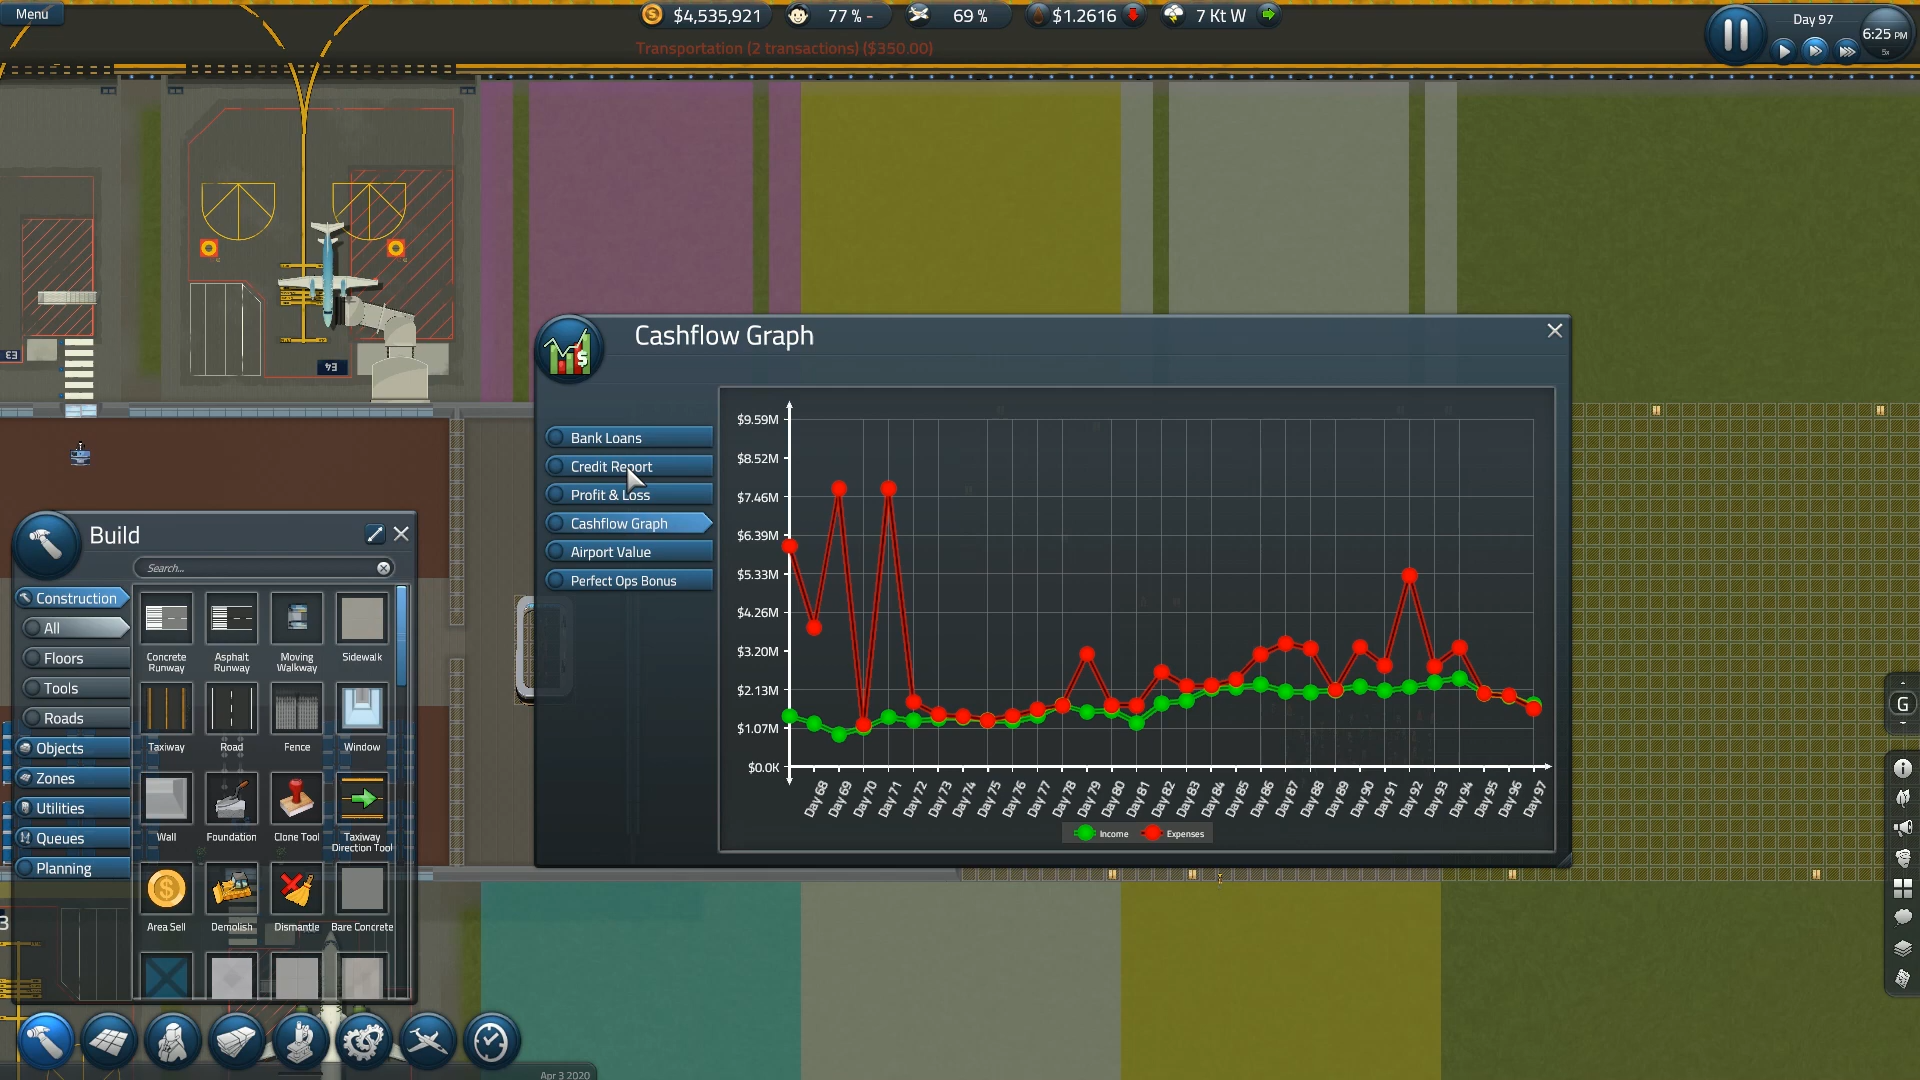 Menu
$4,535,921
77 % -
69 %
$1.2616
7 Kt W
Transportation (2 transactions) ($350.00)
Day 97
6:25 PM
5x
E3
E4
Cashflow Graph
Bank Loans
Credit Report
Profit & Loss
Cashflow Graph
Airport Value
Perfect Ops Bonus
$9.59M
$8.52M
$7.46M
$6.39M
$5.33M
$4.26M
$3.20M
$2.13M
$1.07M
$0.0K
Day 68
Day 69
Day 70
Day 71
Day 72
Day 73
Day 74
Day 75
Day 76
Day 77
Day 78
Day 79
Day 80
Day 81
Day 82
Day 83
Day 84
Day 85
Day 86
Day 87
Day 88
Day 89
Day 90
Day 91
Day 92
Day 93
Day 94
Day 95
Day 96
Day 97
Income
Expenses
Build
Search...
Construction
All
Floors
Tools
Roads
Objects
Zones
Utilities
Queues
Planning
Concrete Runway
Asphalt Runway
Moving Walkway
Sidewalk
Taxiway
Road
Fence
Window
Wall
Foundation
Clone Tool
Taxiway Direction Tool
Area Sell
Demolish
Dismantle
Bare Concrete
3
G
Apr 3 2020